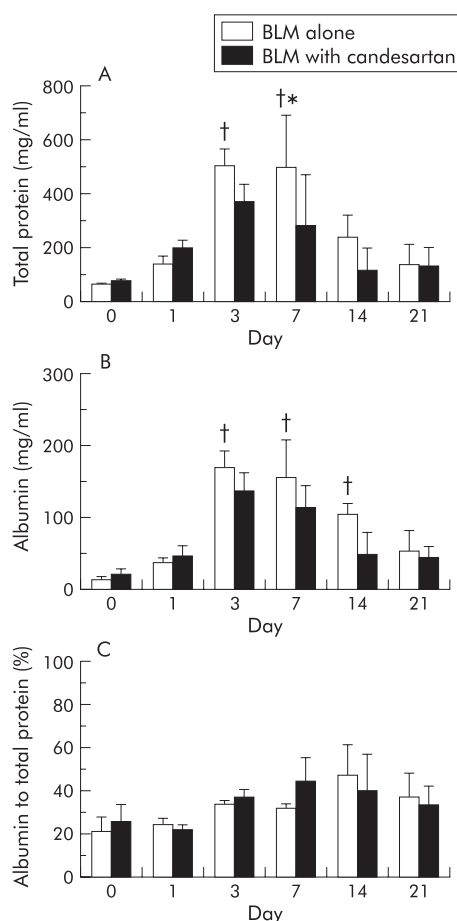 BLM alone
BLM with candesartan
A
Total protein (mg/ml)
800
600
400
200
0
†
†*
0 1 3 7 14 21
Day
B
Albumin (mg/ml)
300
200
100
0
†
†
†
0 1 3 7 14 21
Day
C
Albumin to total protein (%)
100
80
60
40
20
0
0 1 3 7 14 21
Day